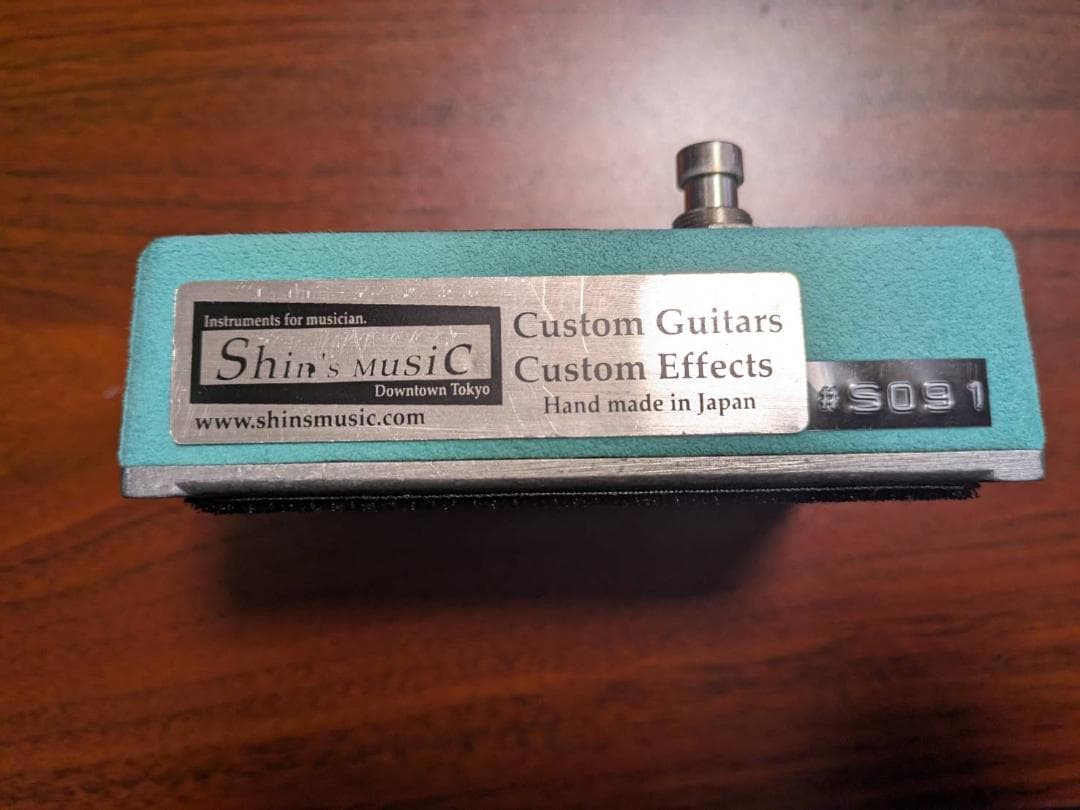 Instruments for musician.
Shin's MUSiC
Downtown Tokyo
www.shinsmusic.com
Custom Guitars
Custom Effects
Hand made in Japan
#S091